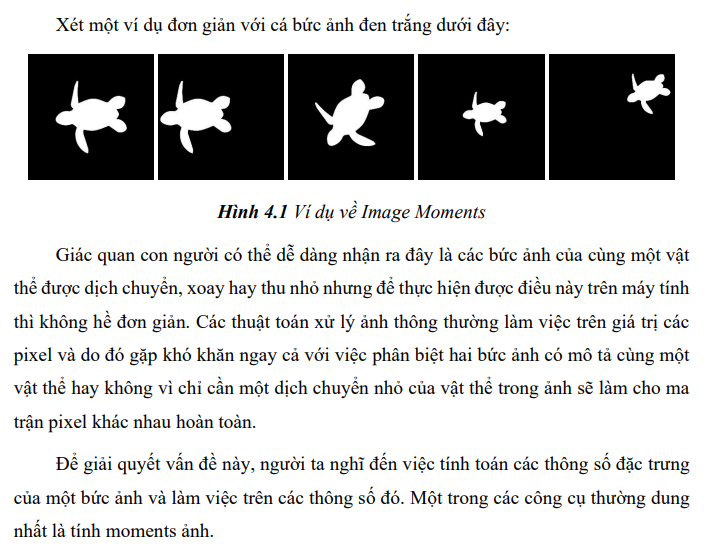 Xét một ví dụ đơn giản với cá bức ảnh đen trắng dưới đây:
Hình 4.1 Ví dụ về Image Moments
Giác quan con người có thể dễ dàng nhận ra đây là các bức ảnh của cùng một vật
thể được dịch chuyển, xoay hay thu nhỏ nhưng để thực hiện được điều này trên máy tính
thì không hề đơn giản. Các thuật toán xử lý ảnh thông thường làm việc trên giá trị các
pixel và do đó gặp khó khăn ngay cả với việc phân biệt hai bức ảnh có mô tả cùng một
vật thể hay không vì chỉ cần một dịch chuyển nhỏ của vật thể trong ảnh sẽ làm cho ma
trận pixel khác nhau hoàn toàn.
Để giải quyết vấn đề này, người ta nghĩ đến việc tính toán các thông số đặc trưng
của một bức ảnh và làm việc trên các thông số đó. Một trong các công cụ thường dung
nhất là tính moments ảnh.